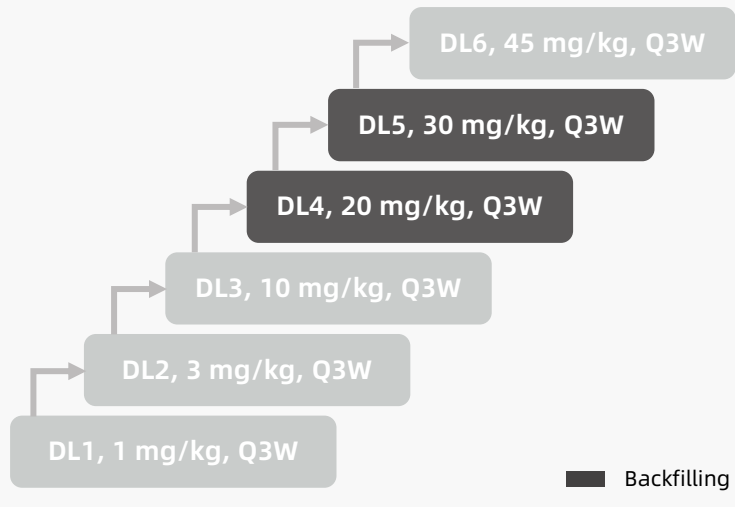 DL6, 45 mg/kg, Q3W
DL5, 30 mg/kg, Q3W
DL4, 20 mg/kg, Q3W
DL3, 10 mg/kg, Q3W
DL2, 3 mg/kg, Q3W
DL1, 1 mg/kg, Q3W
Backfilling